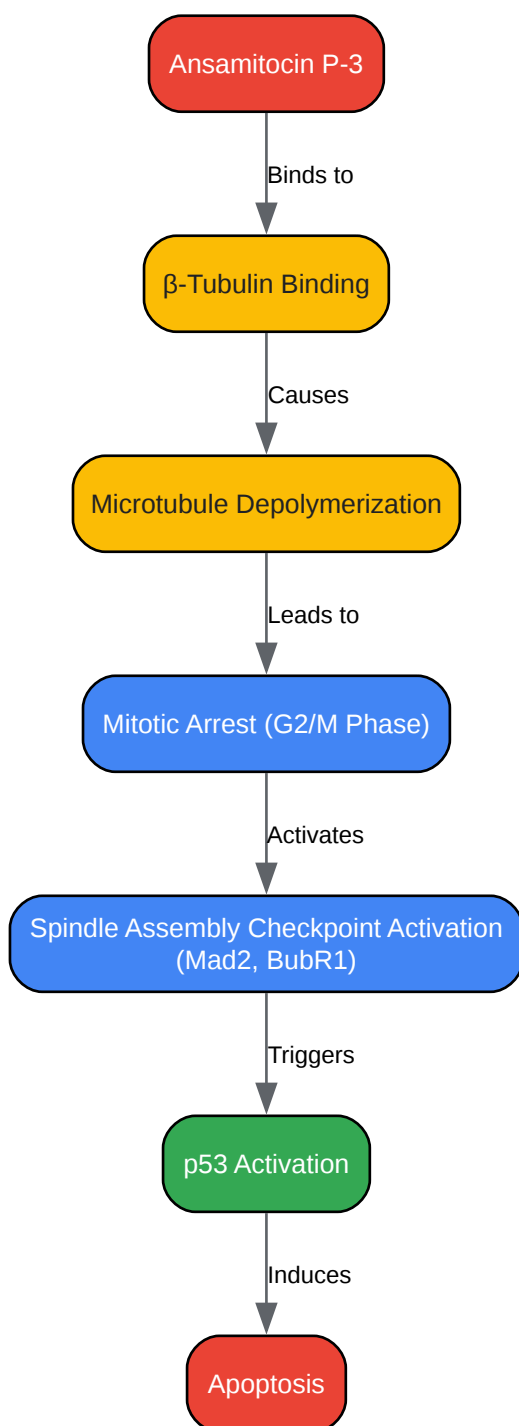 Ansamitocin P-3
Binds to
β-Tubulin Binding
Causes
Microtubule Depolymerization
Leads to
Mitotic Arrest (G2/M Phase)
Activates
Spindle Assembly Checkpoint Activation
(Mad2, BubR1)
Triggers
p53 Activation
Induces
Apoptosis